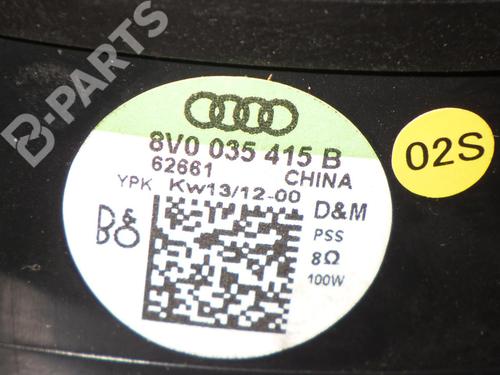 B-PARTS
8V0 035 415 B
62661 CHINA
YPK Kw13/12-00
B&O D&M
PSS
8Ω
100W
02S